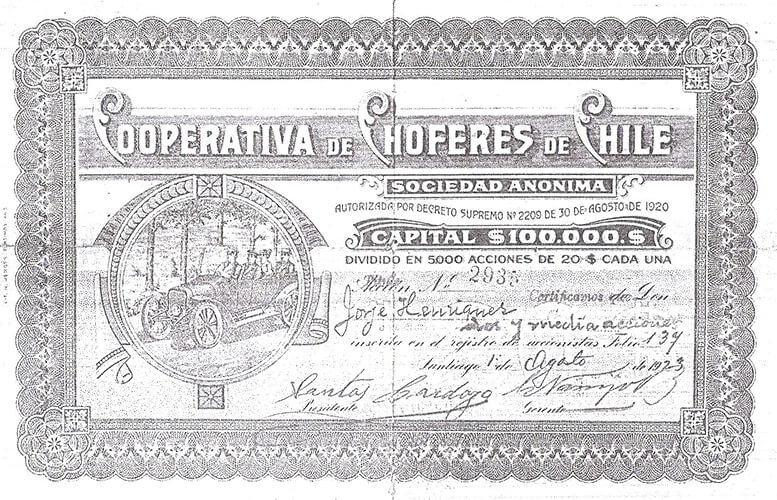 COOPERATIVA DE CHOFERES DE CHILE
SOCIEDAD ANONIMA
AUTORIZADA POR DECRETO SUPREMO Nº 2209 DE 30 DE AGOSTO DE 1920
CAPITAL $100.000.$
DIVIDIDO EN 5000 ACCIONES DE 20 $ CADA UNA
Nº 2935
Certificamos que Don
Jorge Henriquez
dos y media acciones
inscrita en el registro de accionistas Folio 139
Santiago 1º de Agosto de 1923
Santos Cardozo
Presidente Gerente